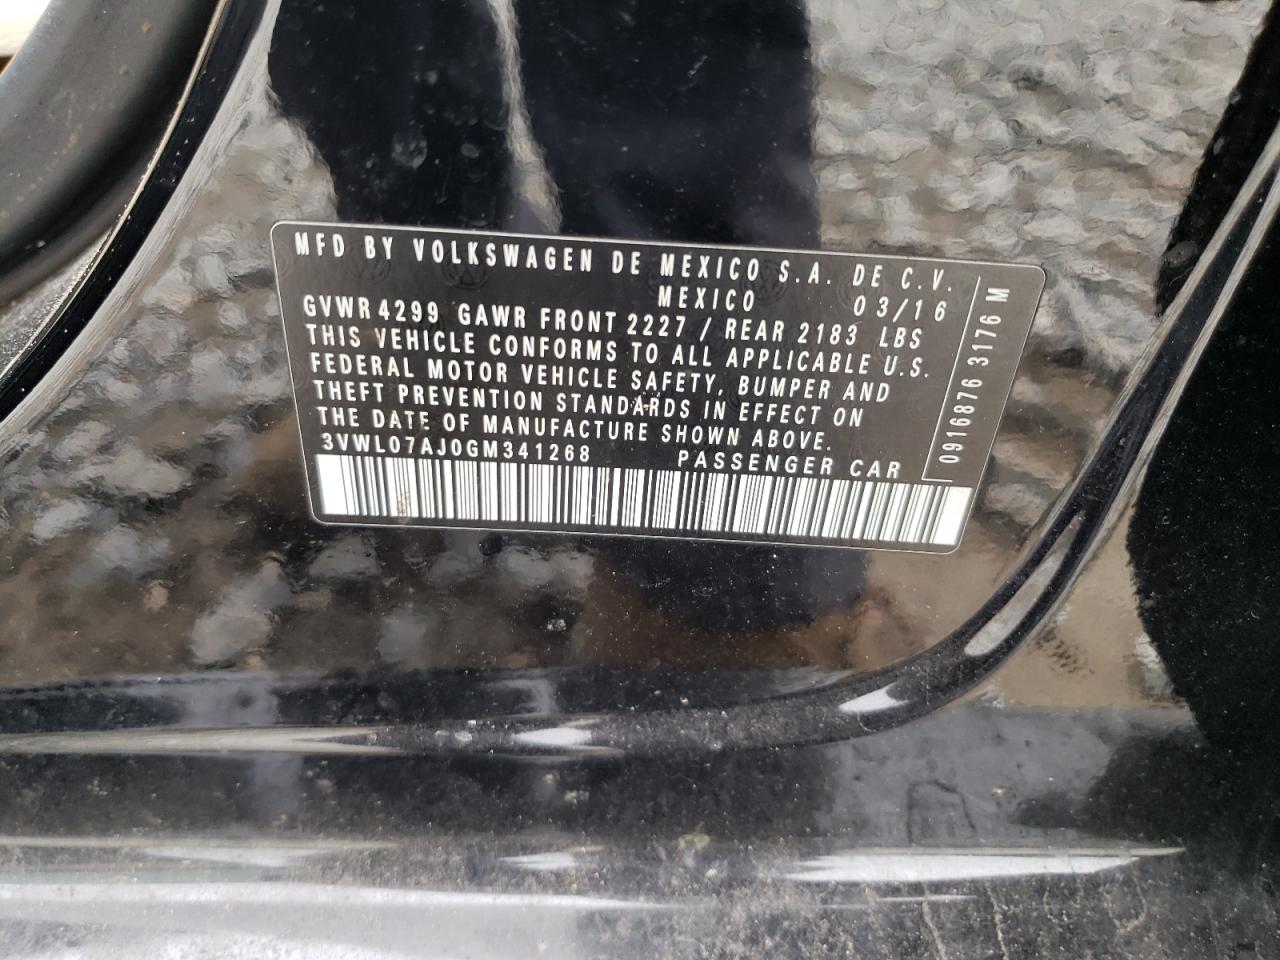 MFD BY VOLKSWAGEN DE MEXICO S.A. DE C.V.
MEXICO 03/16
GVWR 4299 GAWR FRONT 2227 / REAR 2183 LBS
THIS VEHICLE CONFORMS TO ALL APPLICABLE U.S.
FEDERAL MOTOR VEHICLE SAFETY, BUMPER AND
THEFT PREVENTION STANDARDS IN EFFECT ON
THE DATE OF MANUFACTURE SHOWN ABOVE.
3VWL07AJ0GM341268 PASSENGER CAR
0916876 3176 M